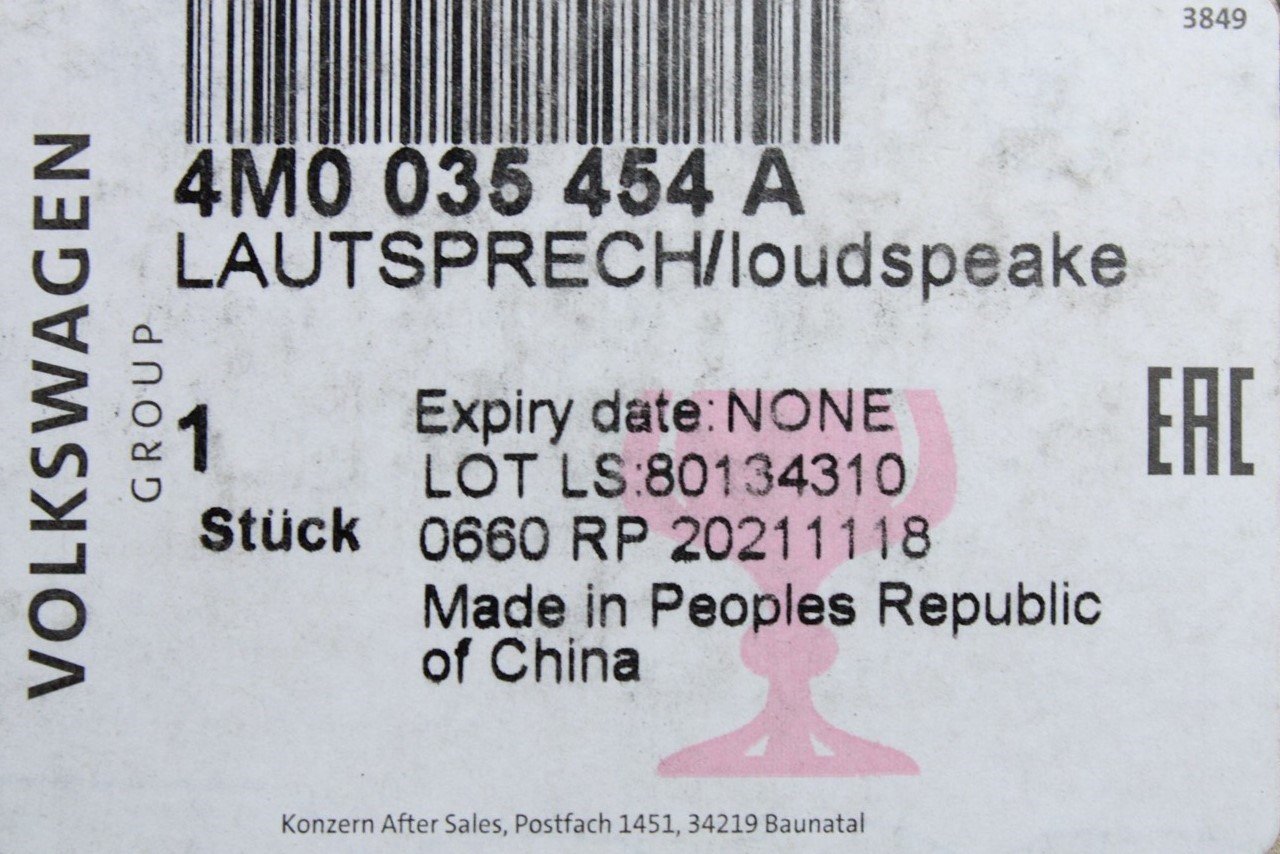 3849
4M0 035 454 A
LAUTSPRECH/loudspeake
VOLKSWAGEN
GROUP
1
Stück
Expiry date:NONE
LOT LS:80134310
0660 RP 20211118
Made in Peoples Republic
of China
EAC
Konzern After Sales, Postfach 1451, 34219 Baunatal